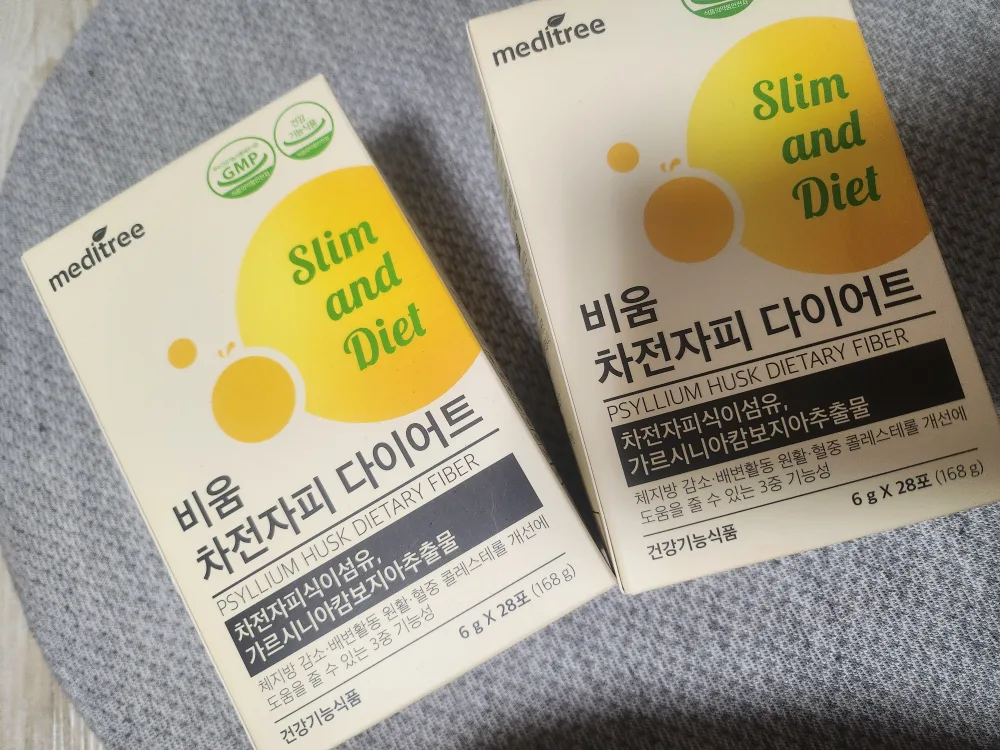 meditree
GMP
건강
기능식품
Slim
and
Diet
비움
차전자피 다이어트
PSYLLIUM HUSK DIETARY FIBER
차전자피식이섬유,
가르시니아캄보지아추출물
체지방 감소·배변활동 원활·혈중 콜레스테롤 개선에
도움을 줄 수 있는 3중 기능성
6 g X 28포 (168 g)
건강기능식품
meditree
Slim
and
Diet
비움
차전자피 다이어트
PSYLLIUM HUSK DIETARY FIBER
차전자피식이섬유,
가르시니아캄보지아추출물
체지방 감소·배변활동 원활·혈중 콜레스테롤 개선에
도움을 줄 수 있는 3중 기능성
6 g X 28포 (168 g)
건강기능식품